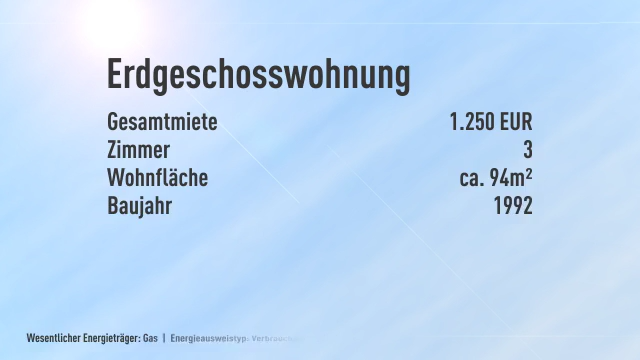 Erdgeschosswohnung
Gesamtmiete 1.250 EUR
Zimmer 3
Wohnfläche ca. 94m²
Baujahr 1992
Wesentlicher Energieträger: Gas | Energieausweistyp: